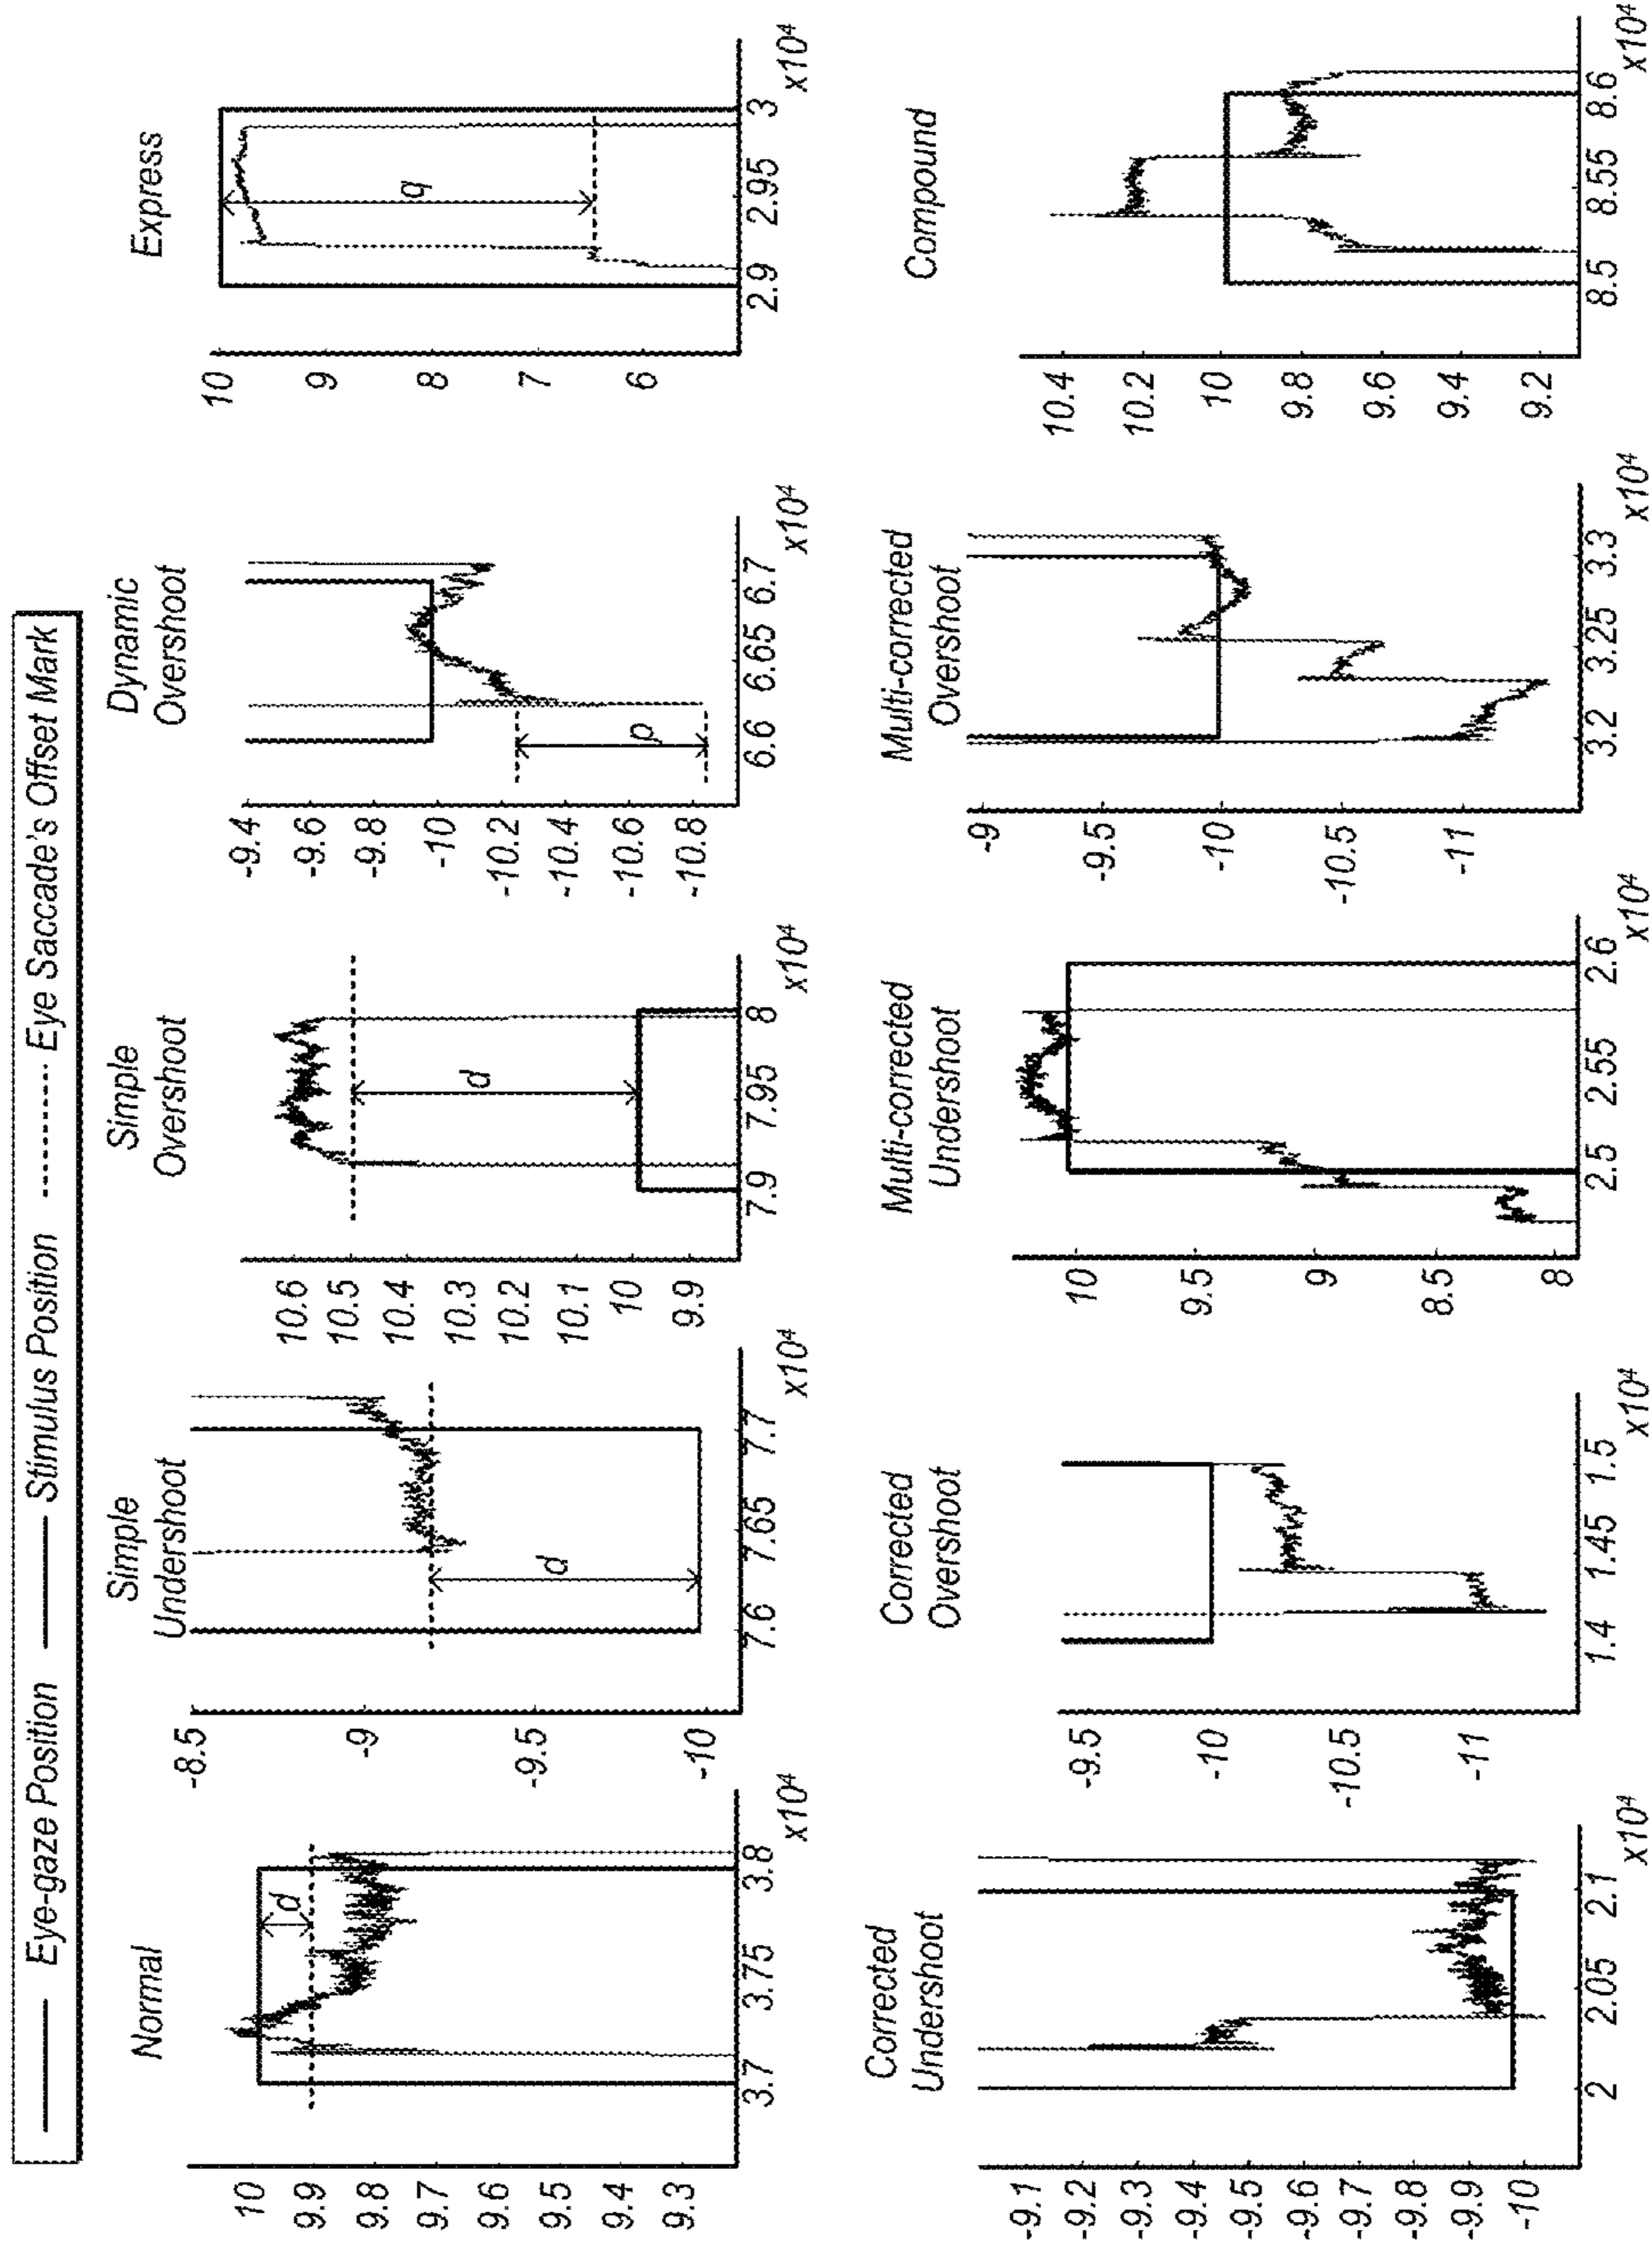 Eye-gaze Position Stimulus Position Eye Saccade's Offset Mark
Normal
10
9.9
9.8
9.7
9.6
9.5
9.4
9.3
d
3.7 3.75 3.8
x10⁴
Simple
Undershoot
-8.5
-9
-9.5
-10
d
7.6 7.65 7.7
x10⁴
Simple
Overshoot
10.6
10.5
10.4
10.3
10.2
10.1
10
9.9
d
7.9 7.95 8
x10⁴
Dynamic
Overshoot
-9.4
-9.6
-9.8
-10
-10.2
-10.4
-10.6
-10.8
p
6.6 6.65 6.7
x10⁴
Express
10
9
8
7
6
q
2.9 2.95 3
x10⁴
Corrected
Undershoot
-9.1
-9.2
-9.3
-9.4
-9.5
-9.6
-9.7
-9.8
-9.9
-10
2 2.05 2.1
x10⁴
Corrected
Overshoot
-9.5
-10
-10.5
-11
1.4 1.45 1.5
x10⁴
Multi-corrected
Undershoot
10
9.5
9
8.5
8
2.5 2.55 2.6
x10⁴
Multi-corrected
Overshoot
-9
-9.5
-10
-10.5
-11
3.2 3.25 3.3
x10⁴
Compound
10.4
10.2
10
9.8
9.6
9.4
9.2
8.5 8.55 8.6
x10⁴